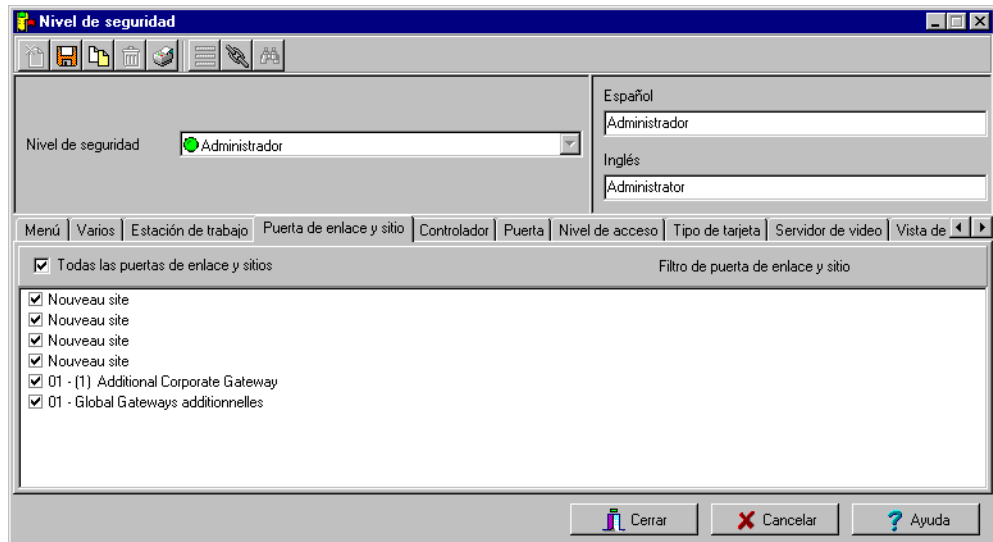 Nivel de seguridad
Español
Administrador
Nivel de seguridad
Administrador
Inglés
Administrator
Menú Varios Estación de trabajo Puerta de enlace y sitio Controlador Puerta Nivel de acceso Tipo de tarjeta Servidor de video Vista de
Todas las puertas de enlace y sitios Filtro de puerta de enlace y sitio
Nouveau site
Nouveau site
Nouveau site
Nouveau site
01 - (1) Additional Corporate Gateway
01 - Global Gateways additionnelles
Cerrar Cancelar Ayuda